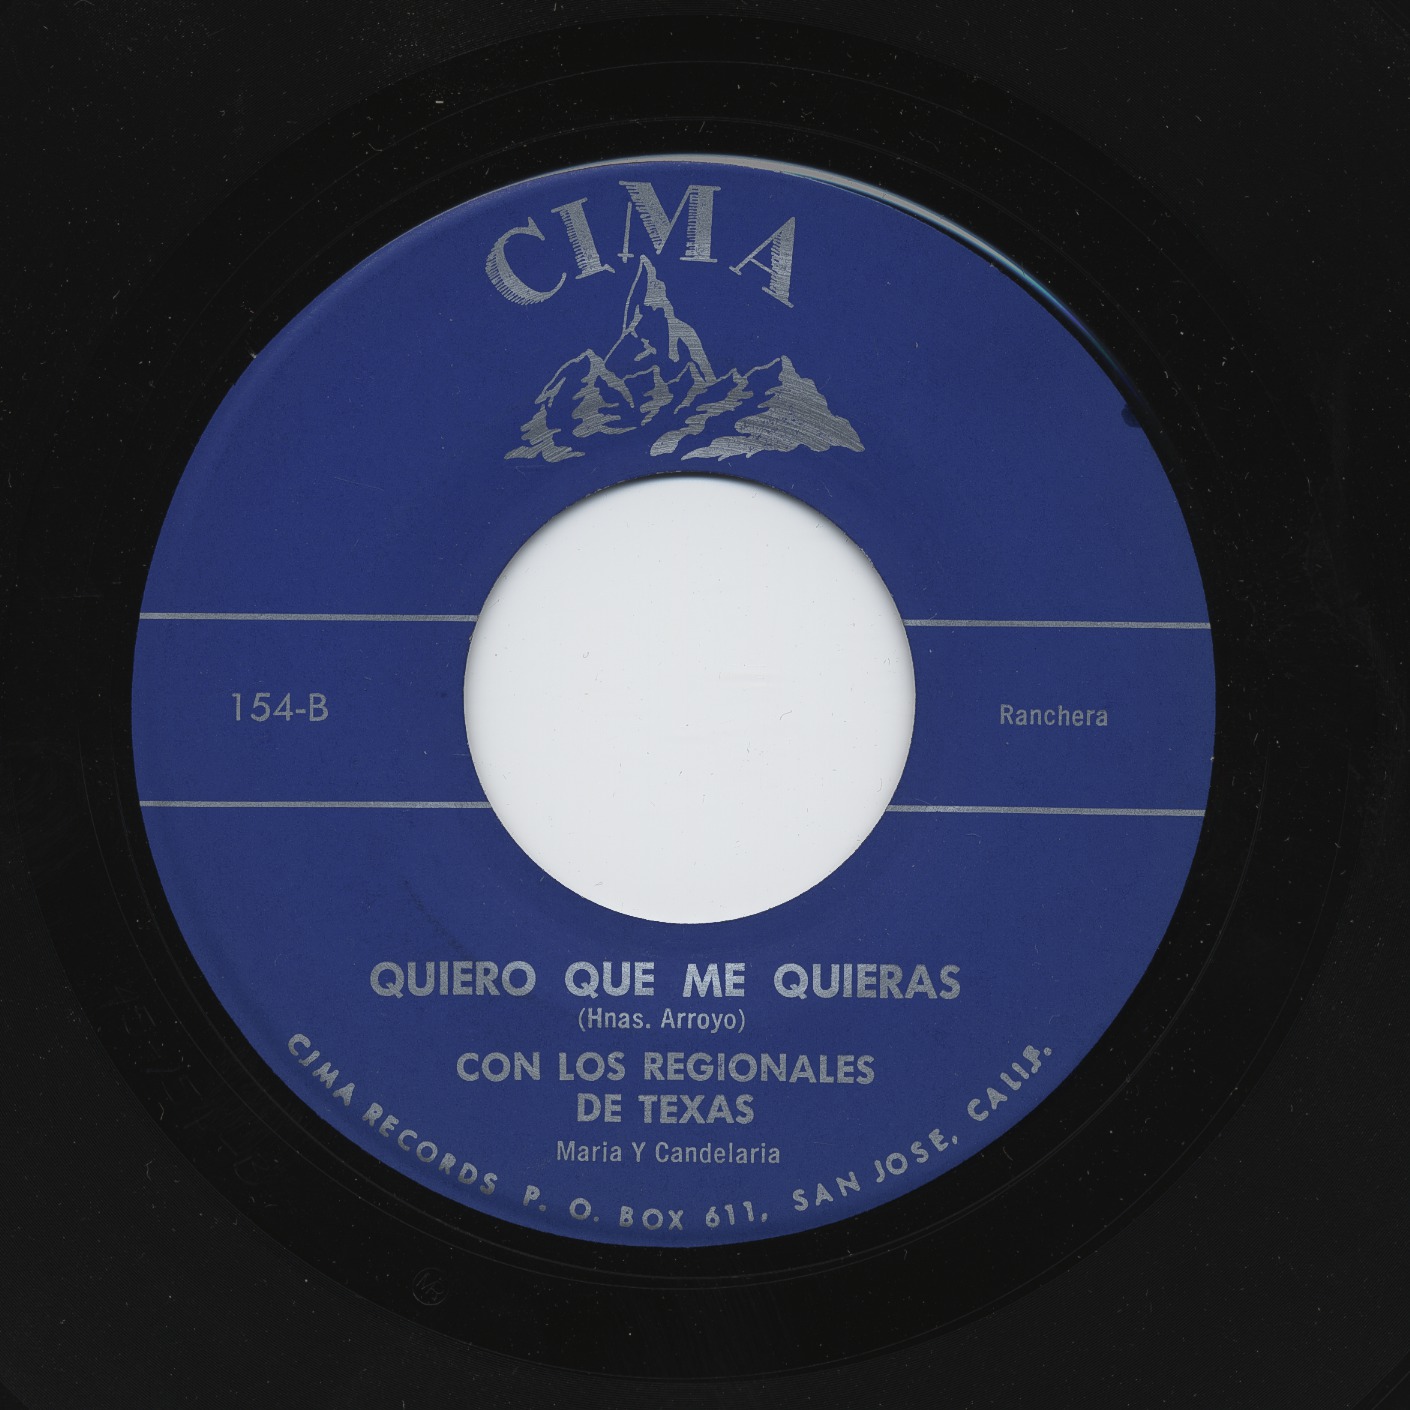 CIMA
154-B
Ranchera
QUIERO QUE ME QUIERAS
(Hnas. Arroyo)
CON LOS REGIONALES
DE TEXAS
Maria Y Candelaria
CIMA RECORDS P. O. BOX 611, SAN JOSE, CALIF.